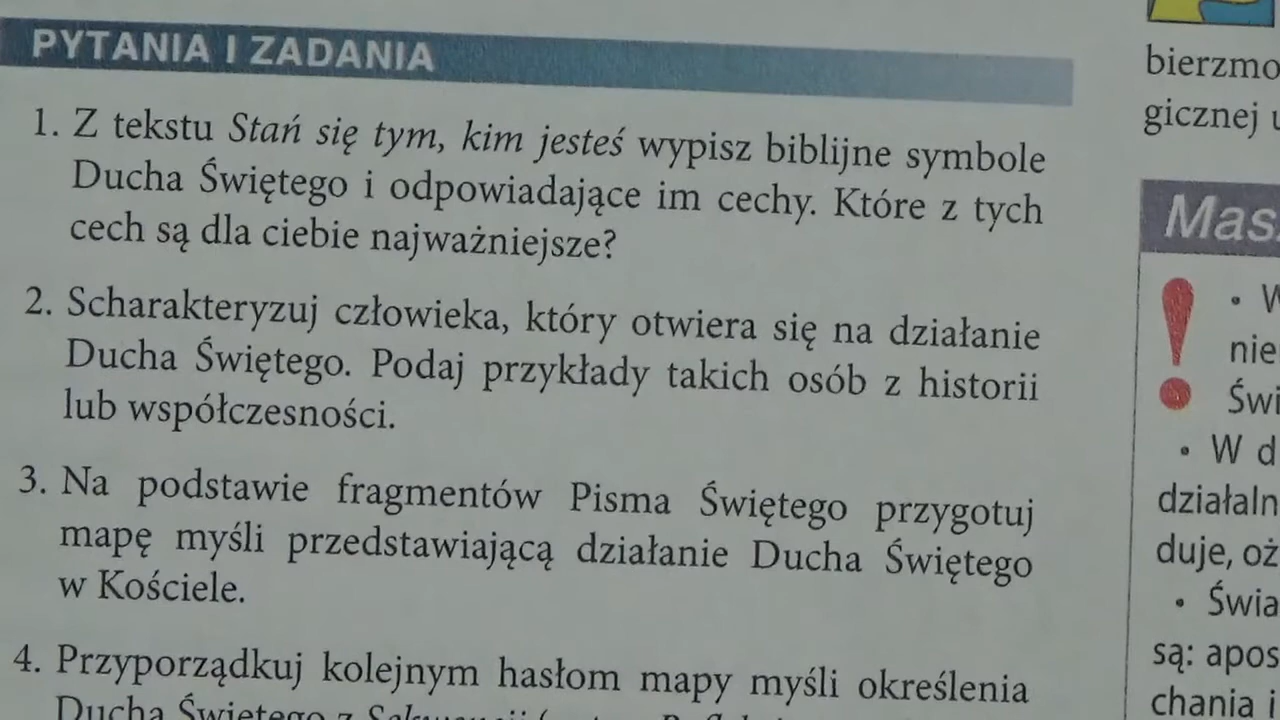 PYTANIA I ZADANIA
1. Z tekstu Stań się tym, kim jesteś wypisz biblijne symbole
Ducha Świętego i odpowiadające im cechy. Które z tych
cech są dla ciebie najważniejsze?
2. Scharakteryzuj człowieka, który otwiera się na działanie
Ducha Świętego. Podaj przykłady takich osób z historii
lub współczesności.
3. Na podstawie fragmentów Pisma Świętego przygotuj
mapę myśli przedstawiającą działanie Ducha Świętego
w Kościele.
4. Przyporządkuj kolejnym hasłom mapy myśli określenia
Ducha Świętego z
bierzmo
gicznej u
Mas
• W
nie
Świ
• W d
działaln
duje, oż
• Świa
są: apos
chania i